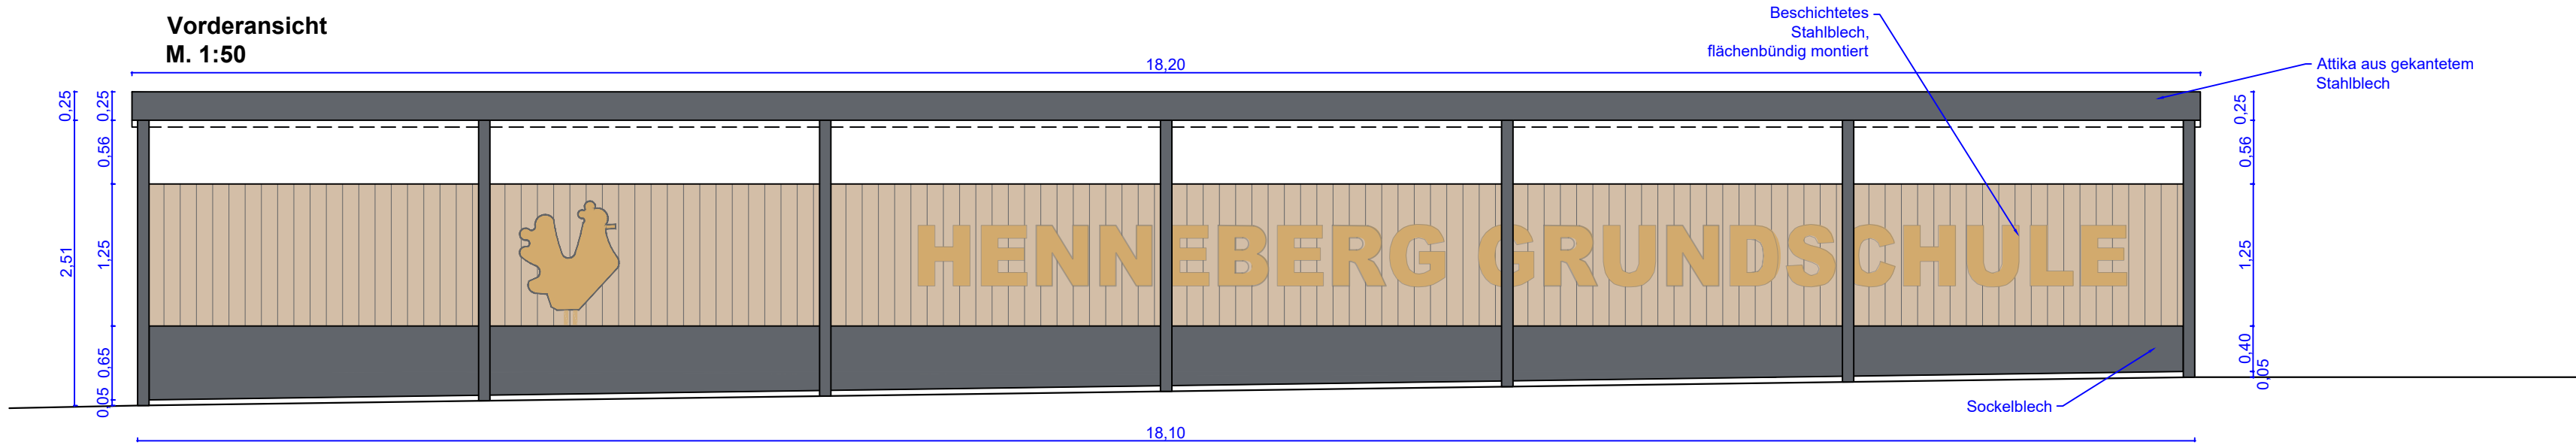 Vorderansicht
M. 1:50
Beschichtetes
Stahlblech,
flächenbündig montiert
Attika aus gekantetem
Stahlblech
18,20
0,25
0,25
0,56
1,25
2,51
0,65
0,05
HENNEBERG GRUNDSCHULE
0,25
0,56
1,25
0,40
0,05
Sockelblech
18,10